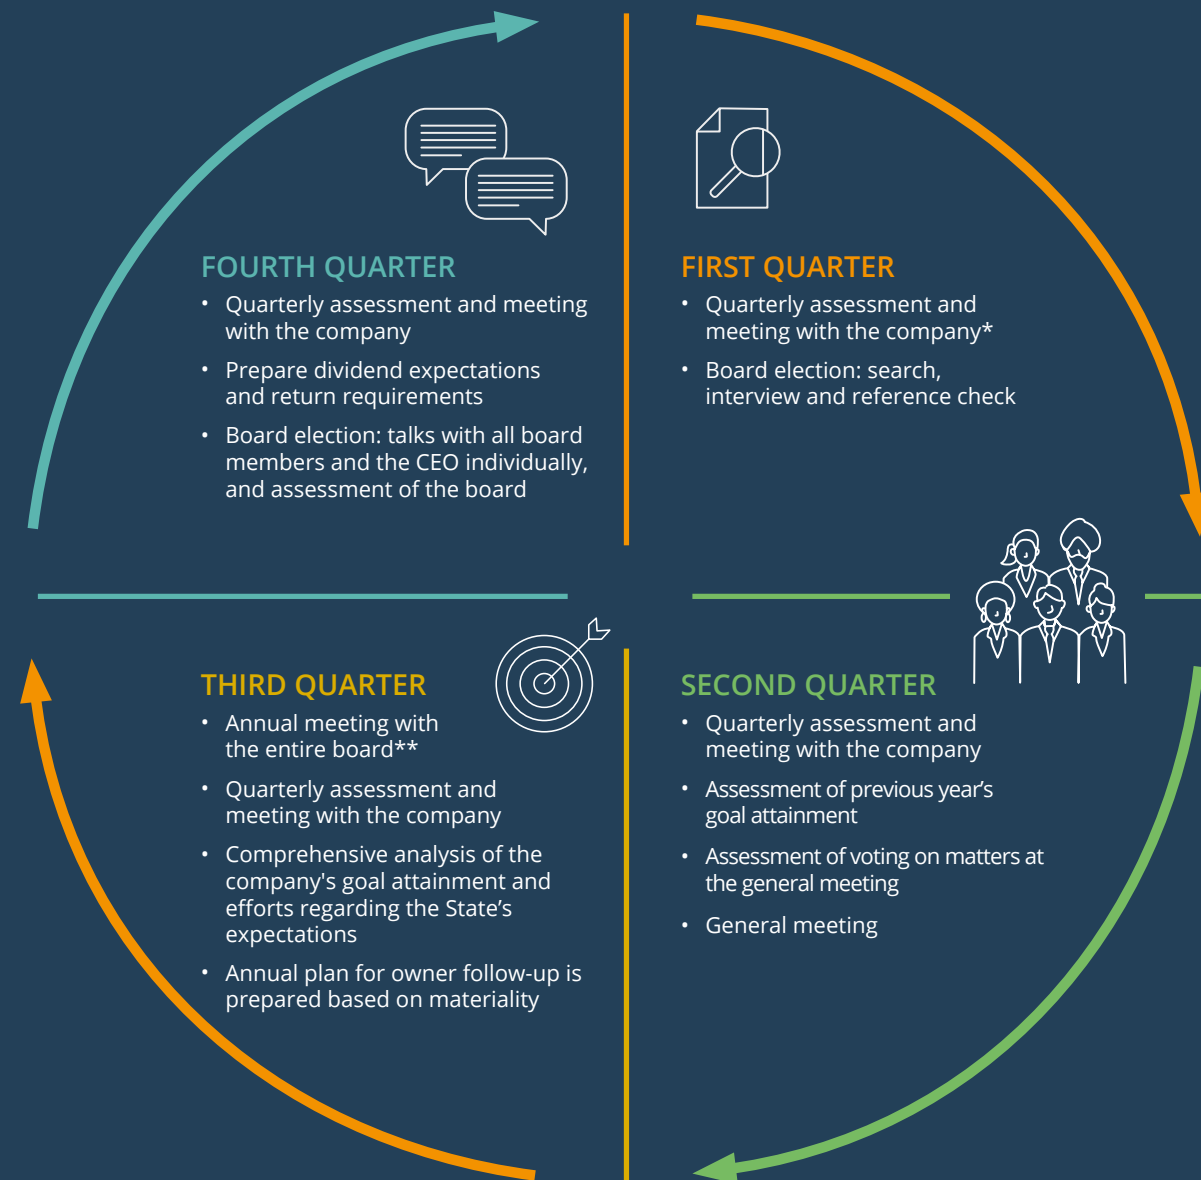 FOURTH QUARTER
• Quarterly assessment and meeting
with the company
• Prepare dividend expectations
and return requirements
• Board election: talks with all board
members and the CEO individually,
and assessment of the board
FIRST QUARTER
• Quarterly assessment and
meeting with the company*
• Board election: search,
interview and reference check
THIRD QUARTER
• Annual meeting with
the entire board**
• Quarterly assessment and
meeting with the company
• Comprehensive analysis of the
company's goal attainment and
efforts regarding the State’s
expectations
• Annual plan for owner follow-up is
prepared based on materiality
SECOND QUARTER
• Quarterly assessment and
meeting with the company
• Assessment of previous year’s
goal attainment
• Assessment of voting on matters at
the general meeting
• General meeting